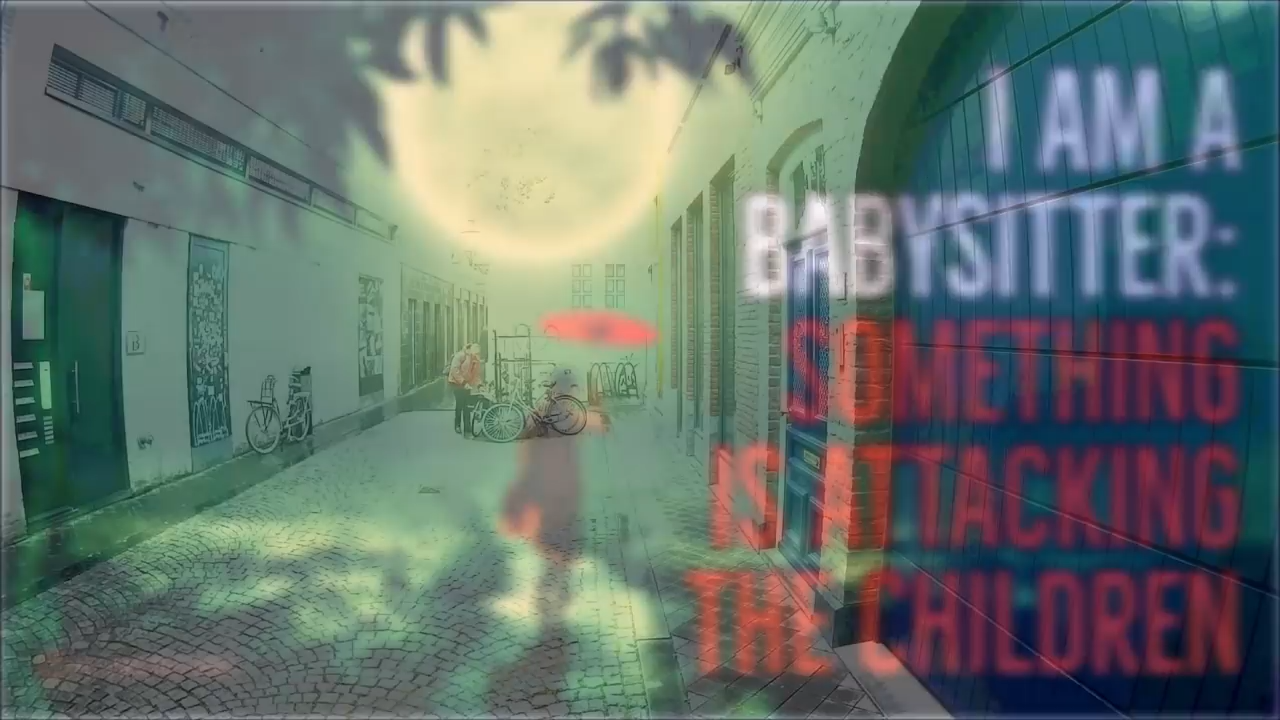 I AM A
BABYSITTER:
SOMETHING
IS ATTACKING
THE CHILDREN
B